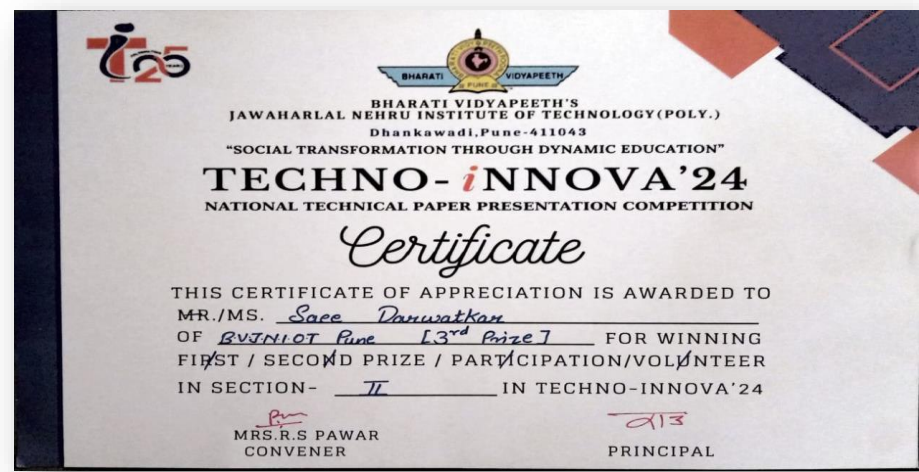 BHARATI VIDYAPEETH
PUNE
BHARATI VIDYAPEETH'S
JAWAHARLAL NEHRU INSTITUTE OF TECHNOLOGY(POLY.)
Dhankawadi,Pune-411043
"SOCIAL TRANSFORMATION THROUGH DYNAMIC EDUCATION"
TECHNO-iNNOVA'24
NATIONAL TECHNICAL PAPER PRESENTATION COMPETITION
Certificate
THIS CERTIFICATE OF APPRECIATION IS AWARDED TO
MR./MS. Saee Darwatkar
OF B.V.J.N.I.O.T Pune [3rd Prize] FOR WINNING
FIRST / SECOND PRIZE / PARTICIPATION/VOLUNTEER
IN SECTION- II IN TECHNO-INNOVA'24
MRS.R.S PAWAR
CONVENER
PRINCIPAL